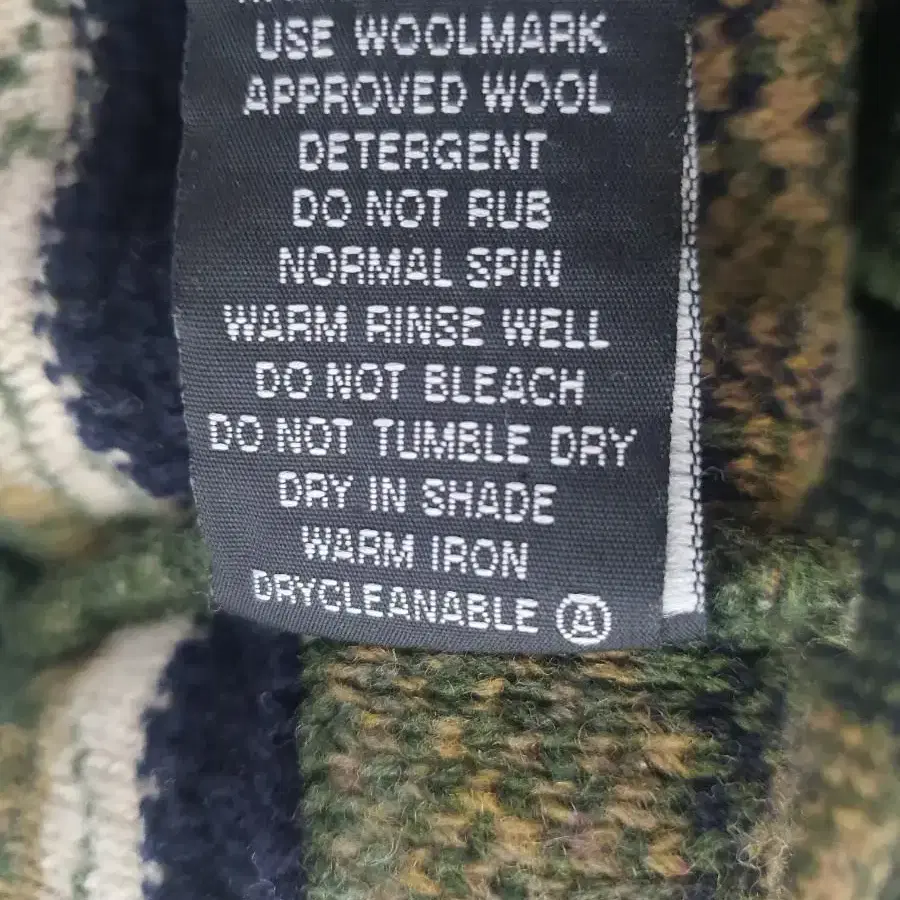 USE WOOLMARK
APPROVED WOOL
DETERGENT
DO NOT RUB
NORMAL SPIN
WARM RINSE WELL
DO NOT BLEACH
DO NOT TUMBLE DRY
DRY IN SHADE
WARM IRON
DRYCLEANABLE Ⓐ